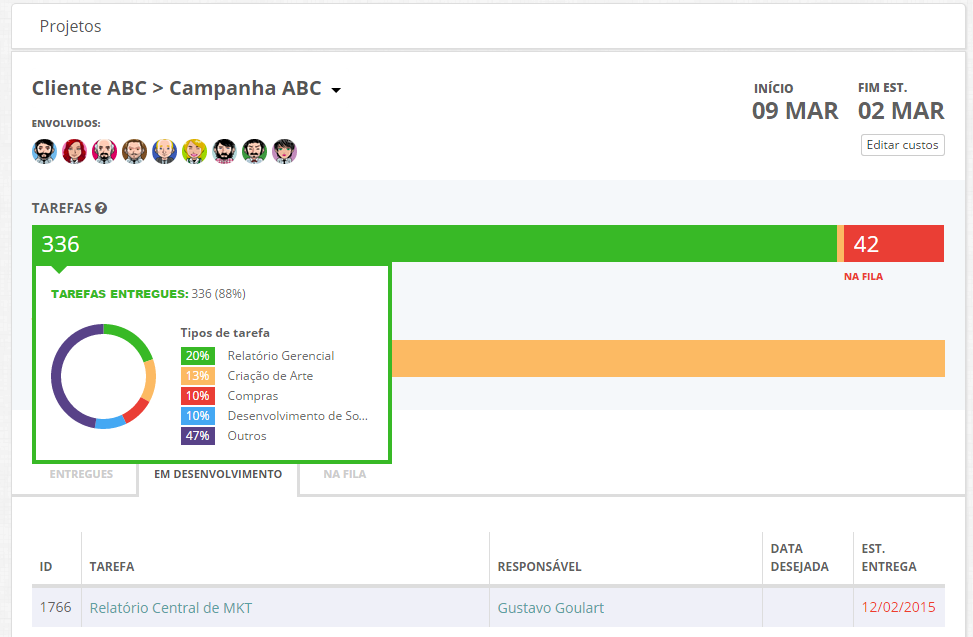 Projetos
Cliente ABC > Campanha ABC
INÍCIO
09 MAR
FIM EST.
02 MAR
ENVOLVIDOS:
Editar custos
TAREFAS ?
336
42
NA FILA
TAREFAS ENTREGUES: 336 (88%)
Tipos de tarefa
20% Relatório Gerencial
13% Criação de Arte
10% Compras
10% Desenvolvimento de So...
47% Outros
ENTREGUES
EM DESENVOLVIMENTO
NA FILA
ID
TAREFA
RESPONSÁVEL
DATA
DESEJADA
EST.
ENTREGA
1766
Relatório Central de MKT
Gustavo Goulart
12/02/2015